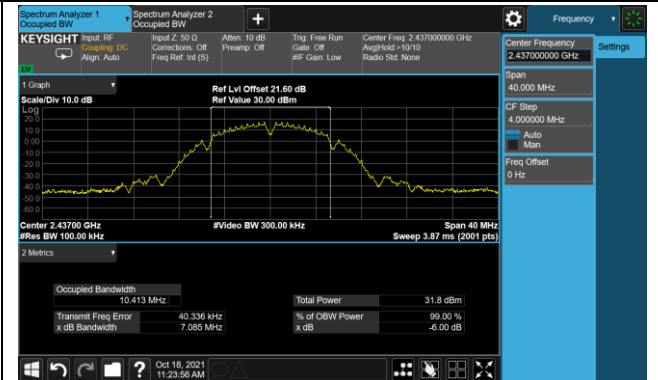 Spectrum Analyzer 1
Occupied BW
Spectrum Analyzer 2
Occupied BW
Frequency
KEYSIGHT
Input: RF
Coupling: DC
Align: Auto
Input Z: 50 Ω
Corrections: Off
Freq Ref: Int (S)
Atten: 10 dB
Preamp: Off
Trig: Free Run
Gate: Off
#IF Gain: Low
Center Freq: 2.437000000 GHz
Avg|Hold:>10/10
Radio Std: None
Center Frequency
2.437000000 GHz
Settings
Span
40.000 MHz
CF Step
4.000000 MHz
Auto
Man
Freq Offset
0 Hz
1 Graph
Scale/Div 10.0 dB
Ref Lvl Offset 21.60 dB
Ref Value 30.00 dBm
Log
20.0
10.0
0.00
-10.0
-20.0
-30.0
-40.0
-50.0
-60.0
Center 2.43700 GHz
#Res BW 100.00 kHz
#Video BW 300.00 kHz
Span 40 MHz
Sweep 3.87 ms (2001 pts)
2 Metrics
Occupied Bandwidth
10.413 MHz
Transmit Freq Error 40.336 kHz
x dB Bandwidth 7.085 MHz
Total Power 31.8 dBm
% of OBW Power 99.00 %
x dB -6.00 dB
Oct 18, 2021
11:23:56 AM